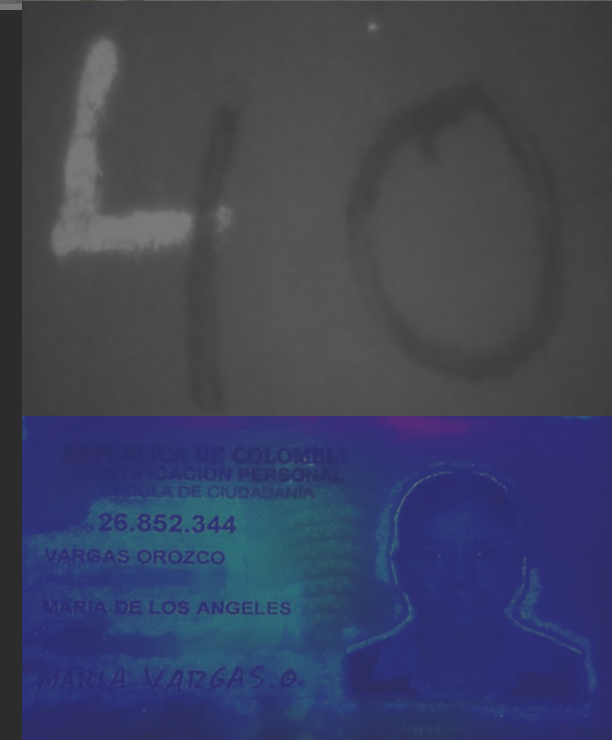 40
REPUBLICA DE COLOMBIA
IDENTIFICACION PERSONAL
CEDULA DE CIUDADANIA
26.852.344
VARGAS OROZCO
MARIA DE LOS ANGELES
MARIA VARGAS.O.